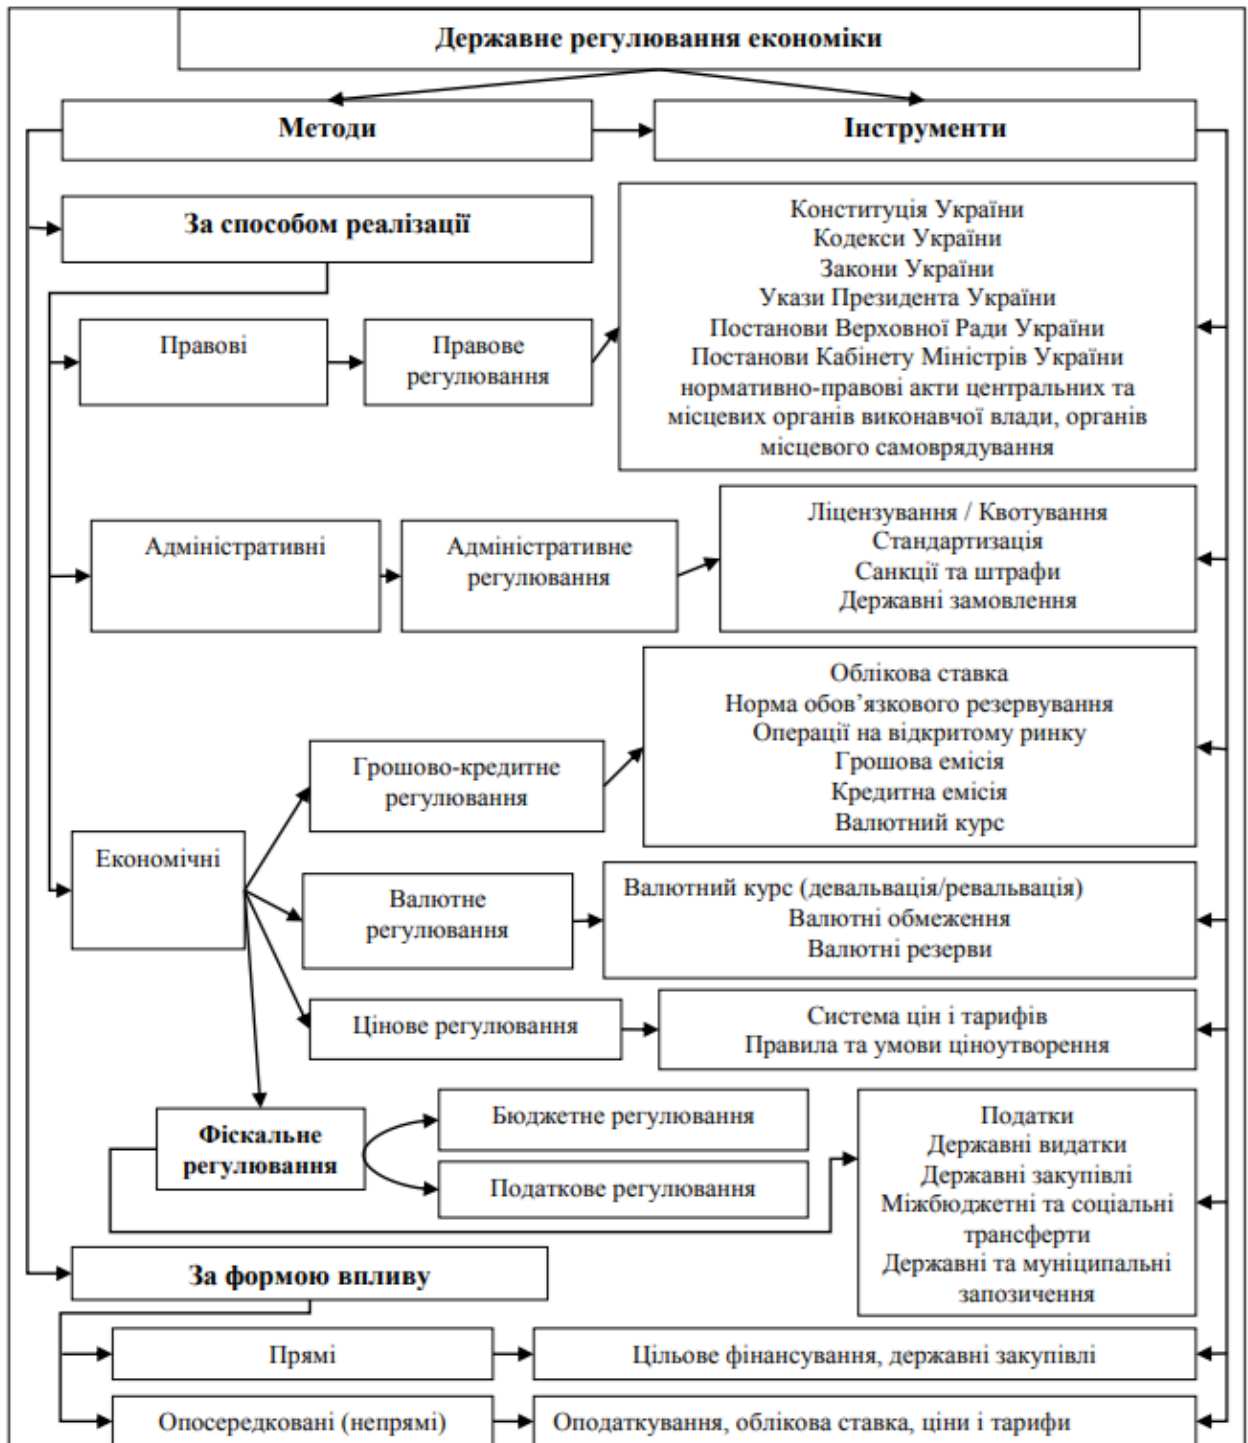 Державне регулювання економіки
Методи
Інструменти
За способом реалізації
Конституція України
Кодекси України
Закони України
Укази Президента України
Постанови Верховної Ради України
Постанови Кабінету Міністрів України
нормативно-правові акти центральних та
місцевих органів виконавчої влади, органів
місцевого самоврядування
Правові
Правове
регулювання
Адміністративні
Адміністративне
регулювання
Ліцензування / Квотування
Стандартизація
Санкції та штрафи
Державні замовлення
Економічні
Грошово-кредитне
регулювання
Облікова ставка
Норма обов’язкового резервування
Операції на відкритому ринку
Грошова емісія
Кредитна емісія
Валютний курс
Валютне
регулювання
Валютний курс (девальвація/ревальвація)
Валютні обмеження
Валютні резерви
Цінове регулювання
Система цін і тарифів
Правила та умови ціноутворення
Фіскальне
регулювання
Бюджетне регулювання
Податкове регулювання
Податки
Державні видатки
Державні закупівлі
Міжбюджетні та соціальні
трансферти
Державні та муніципальні
запозичення
За формою впливу
Прямі
Цільове фінансування, державні закупівлі
Опосередковані (непрямі)
Оподаткування, облікова ставка, ціни і тарифи